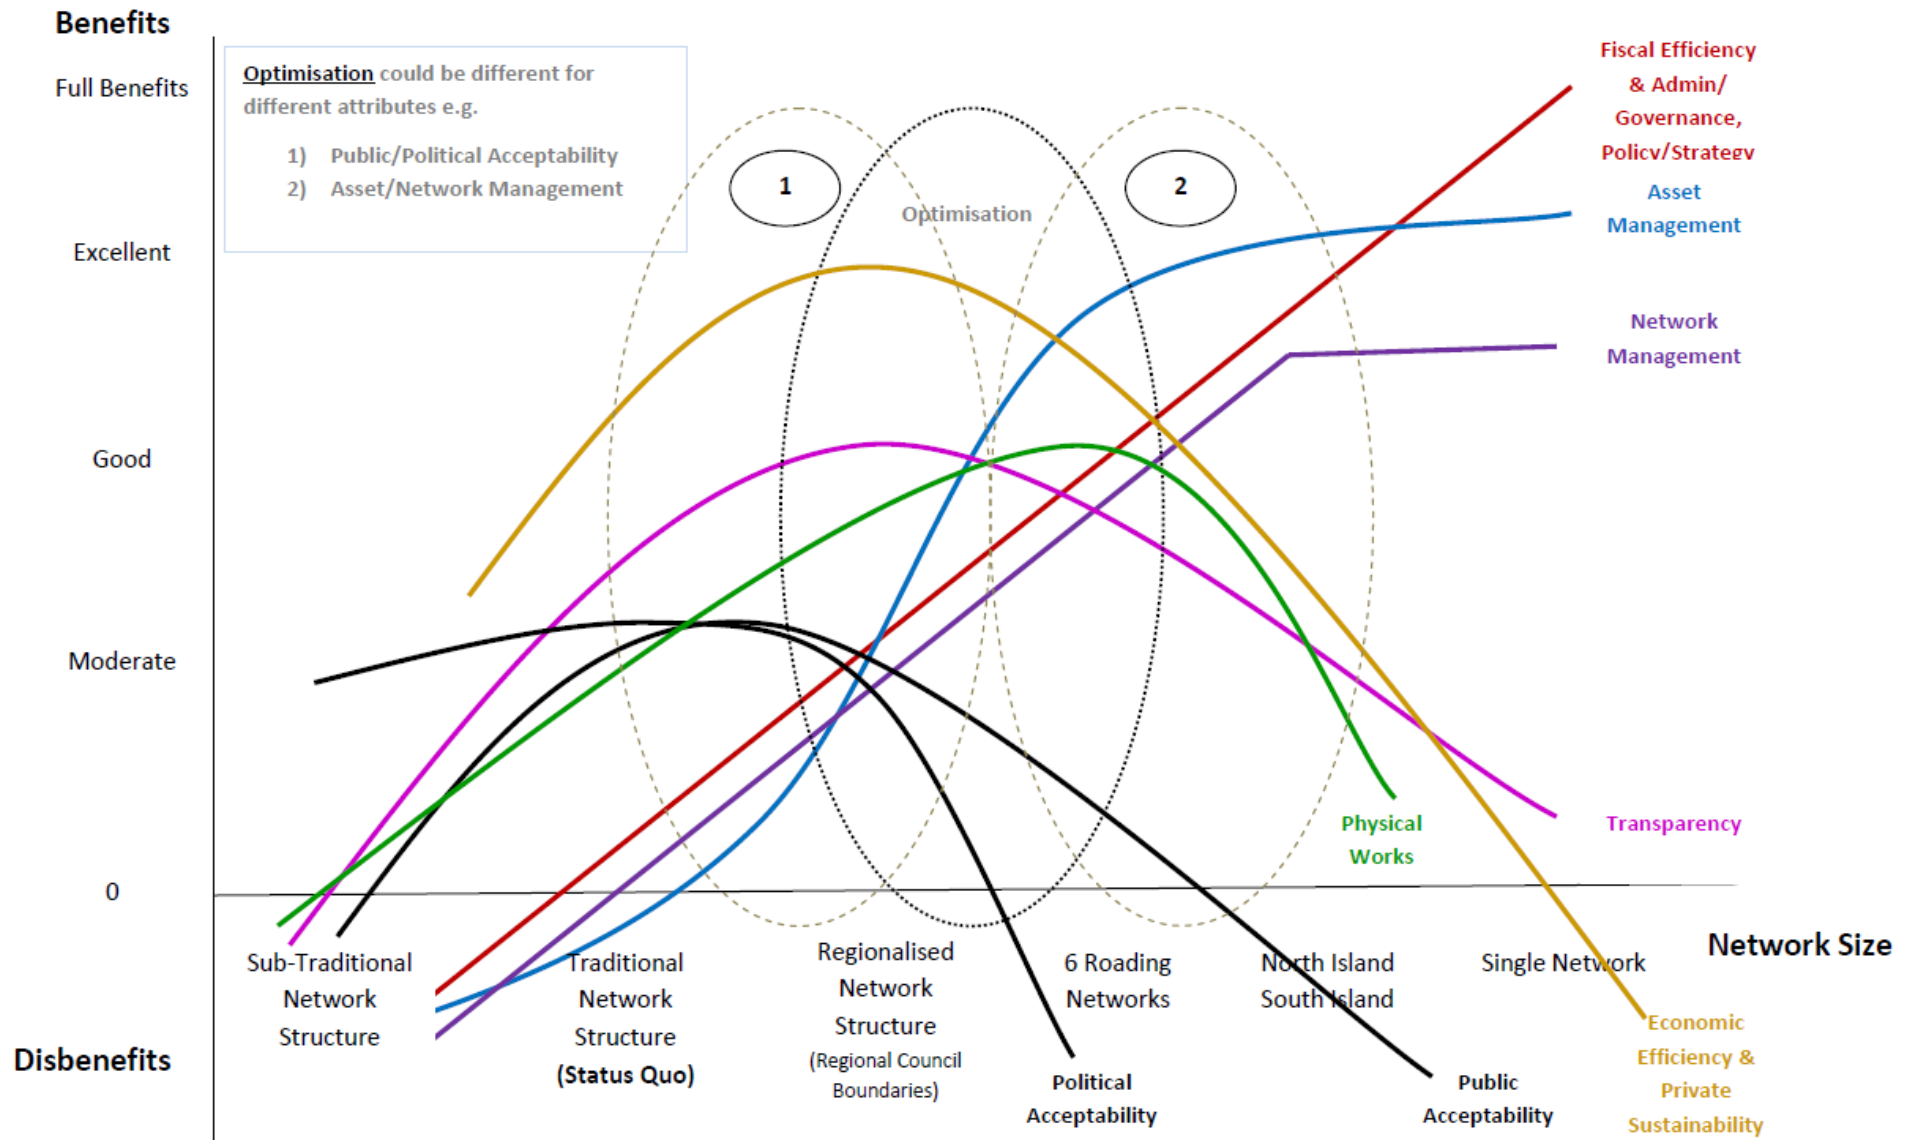 Benefits
Full Benefits
Excellent
Good
Moderate
0
Disbenefits
Optimisation could be different for
different attributes e.g.
1) Public/Political Acceptability
2) Asset/Network Management
1
Optimisation
2
Fiscal Efficiency
& Admin/
Governance,
Policy/Strategy
Asset
Management
Network
Management
Physical
Works
Transparency
Sub-Traditional
Network
Structure
Traditional
Network
Structure
(Status Quo)
Regionalised
Network
Structure
(Regional Council
Boundaries)
6 Roading
Networks
North Island
South Island
Single Network
Network Size
Political
Acceptability
Public
Acceptability
Economic
Efficiency &
Private
Sustainability